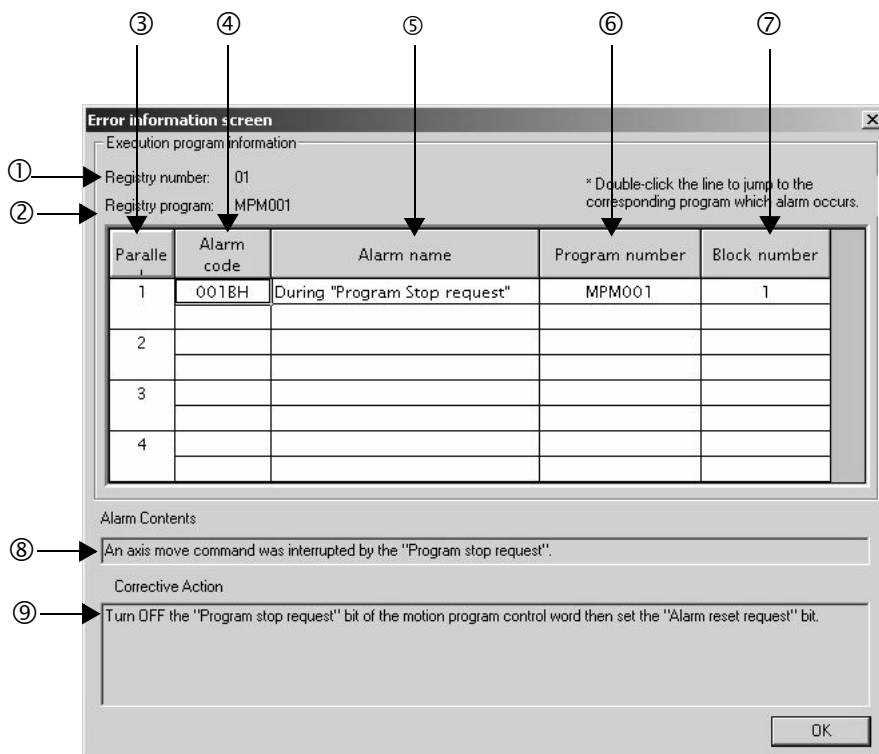 ③ ④ ⑤ ⑥ ⑦
Error information screen
Execution program information
① Registry number: 01
② Registry program: MPM001
* Double-click the line to jump to the
corresponding program which alarm occurs.
Paralle Alarm code Alarm name Program number Block number
1 001BH During "Program Stop request" MPM001 1
2
3
4
Alarm Contents
⑧ An axis move command was interrupted by the "Program stop request".
Corrective Action
⑨ Turn OFF the "Program stop request" bit of the motion program control word then set the "Alarm reset request" bit.
OK